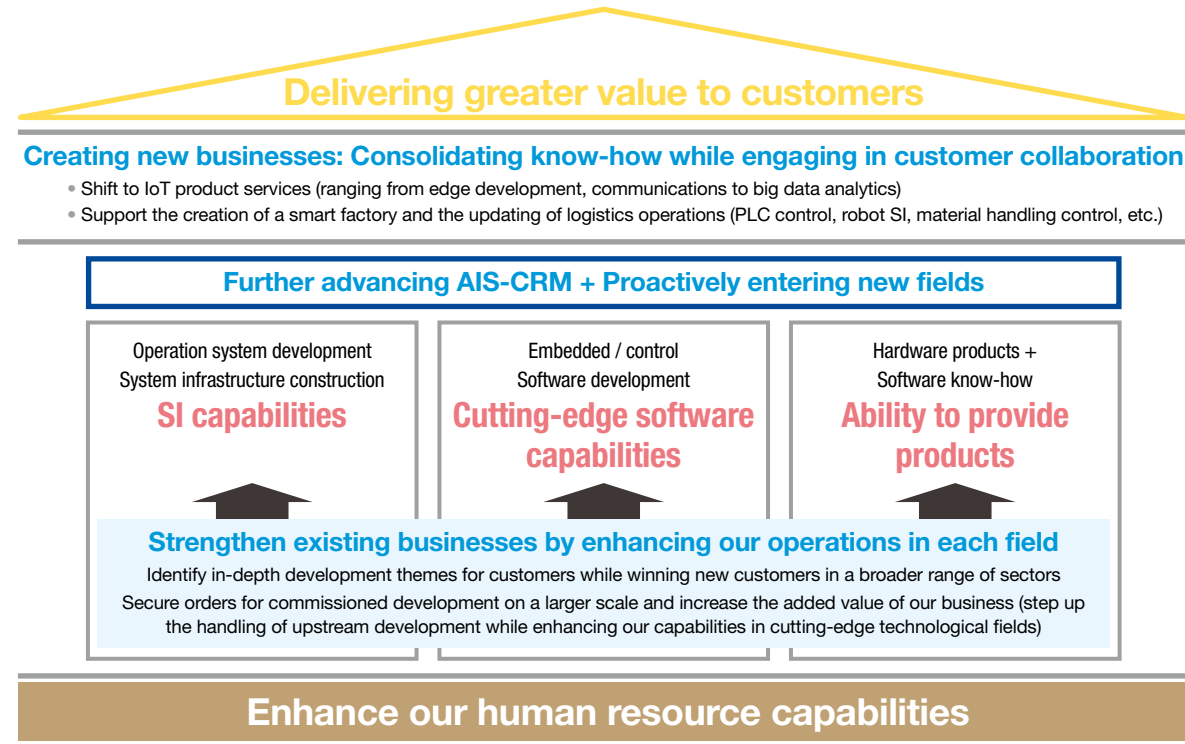 Delivering greater value to customers
Creating new businesses: Consolidating know-how while engaging in customer collaboration
• Shift to IoT product services (ranging from edge development, communications to big data analytics)
• Support the creation of a smart factory and the updating of logistics operations (PLC control, robot SI, material handling control, etc.)
Further advancing AIS-CRM + Proactively entering new fields
Operation system development
System infrastructure construction
SI capabilities
Embedded / control
Software development
Cutting-edge software
capabilities
Hardware products +
Software know-how
Ability to provide
products
Strengthen existing businesses by enhancing our operations in each field
Identify in-depth development themes for customers while winning new customers in a broader range of sectors
Secure orders for commissioned development on a larger scale and increase the added value of our business (step up
the handling of upstream development while enhancing our capabilities in cutting-edge technological fields)
Enhance our human resource capabilities